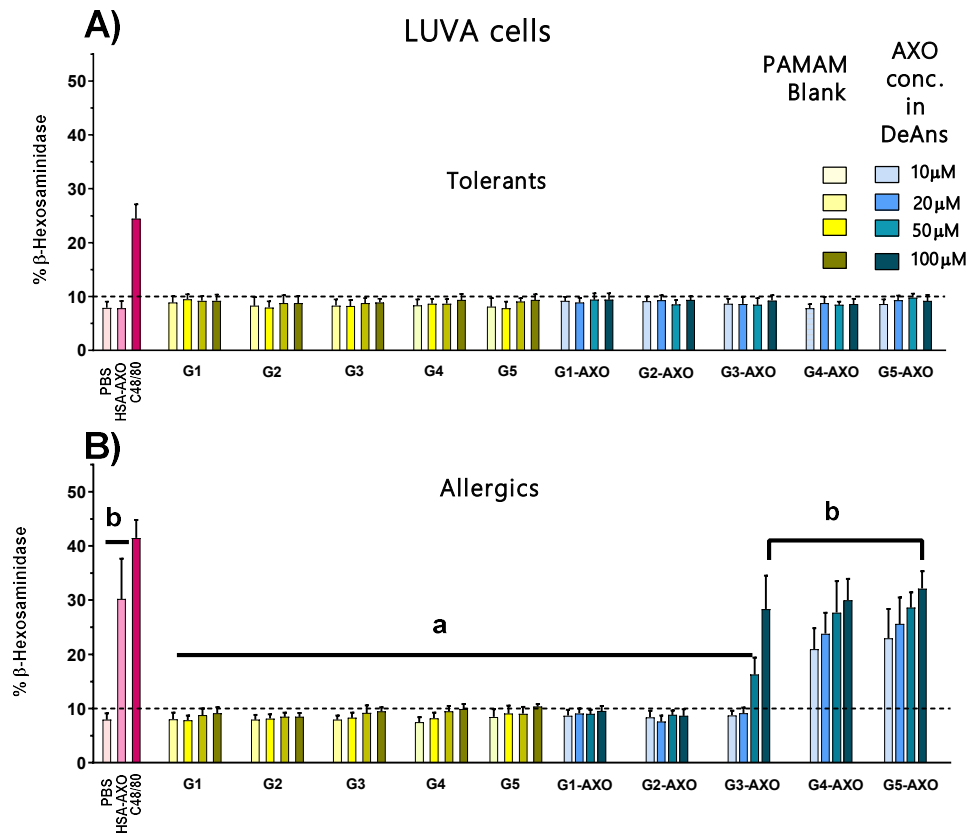 A)
LUVA cells
PAMAM
Blank
AXO
conc.
in
DeAns
10µM
20µM
50µM
100µM
Tolerants
% β-Hexosaminidase
50
40
30
20
10
0
PBS
HSA-AXO
C48/80
G1
G2
G3
G4
G5
G1-AXO
G2-AXO
G3-AXO
G4-AXO
G5-AXO
B)
Allergics
% β-Hexosaminidase
50
40
30
20
10
0
b
a
b
PBS
HSA-AXO
C48/80
G1
G2
G3
G4
G5
G1-AXO
G2-AXO
G3-AXO
G4-AXO
G5-AXO